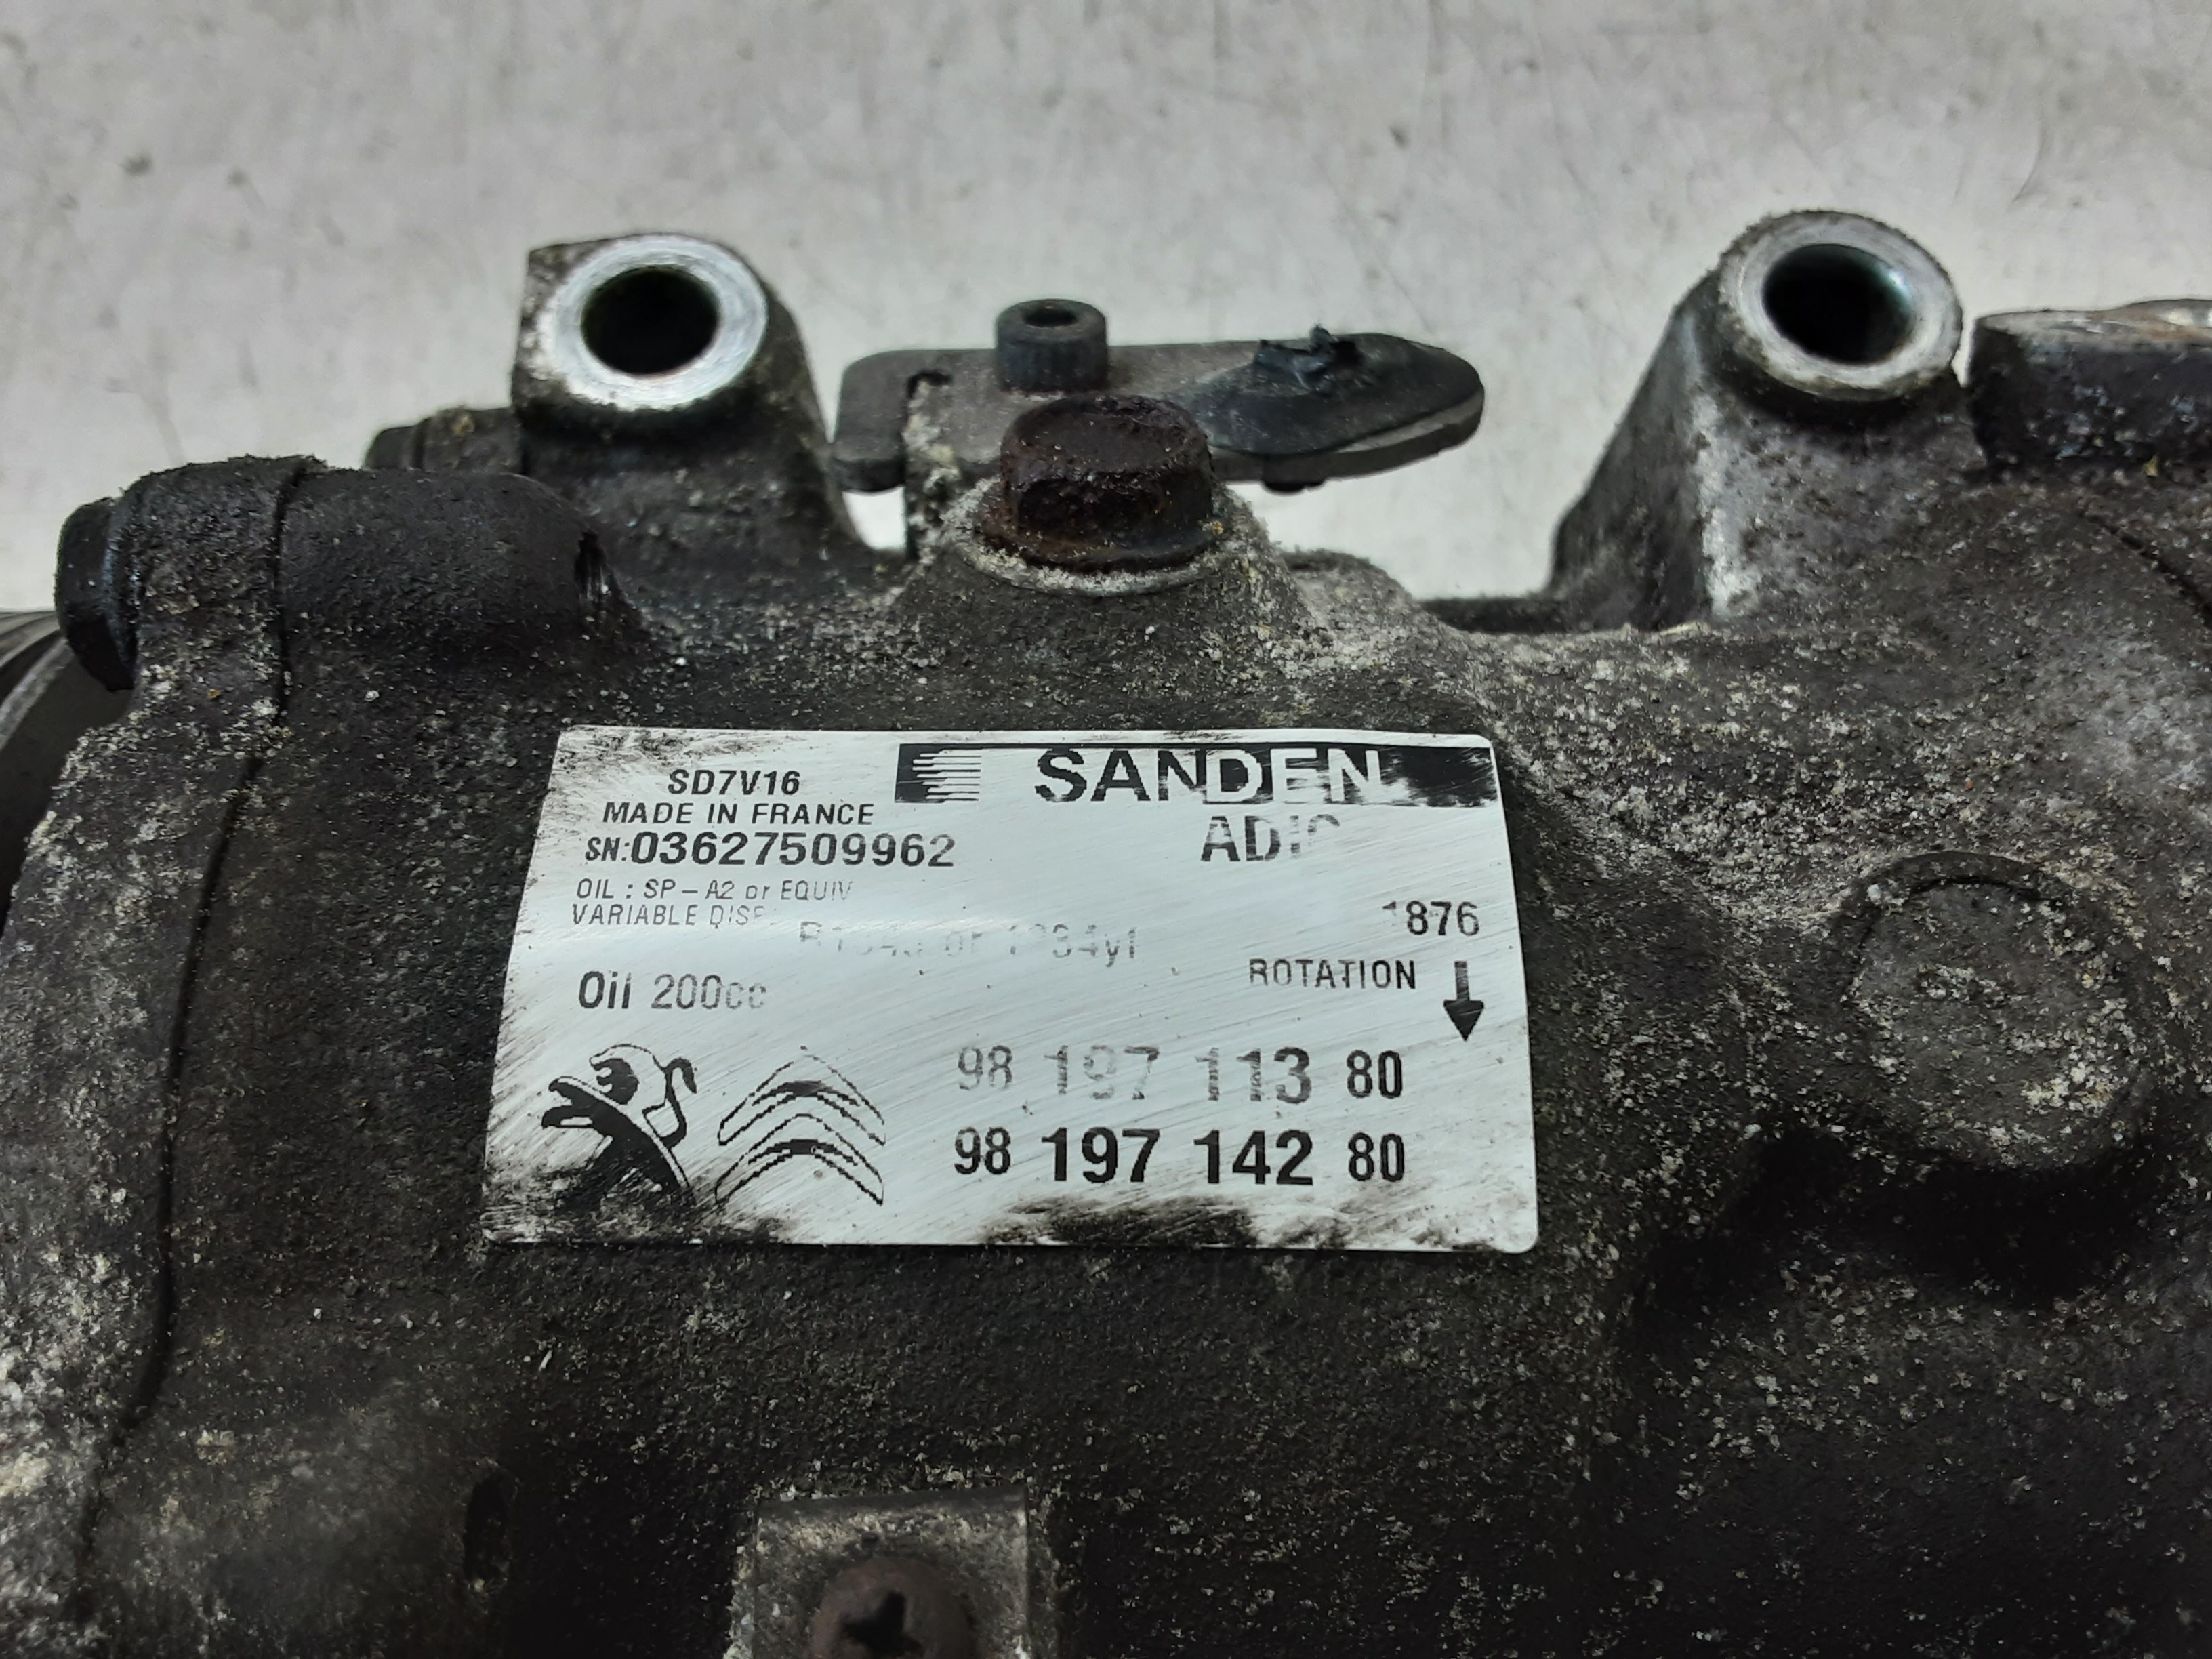 SANDEN
SD7V16
MADE IN FRANCE
SN:03627509962
OIL : SP-A2 or EQUIV
VARIABLE
or
1876
ROTATION
Oil 200cc
98 197 113 80
98 197 142 80